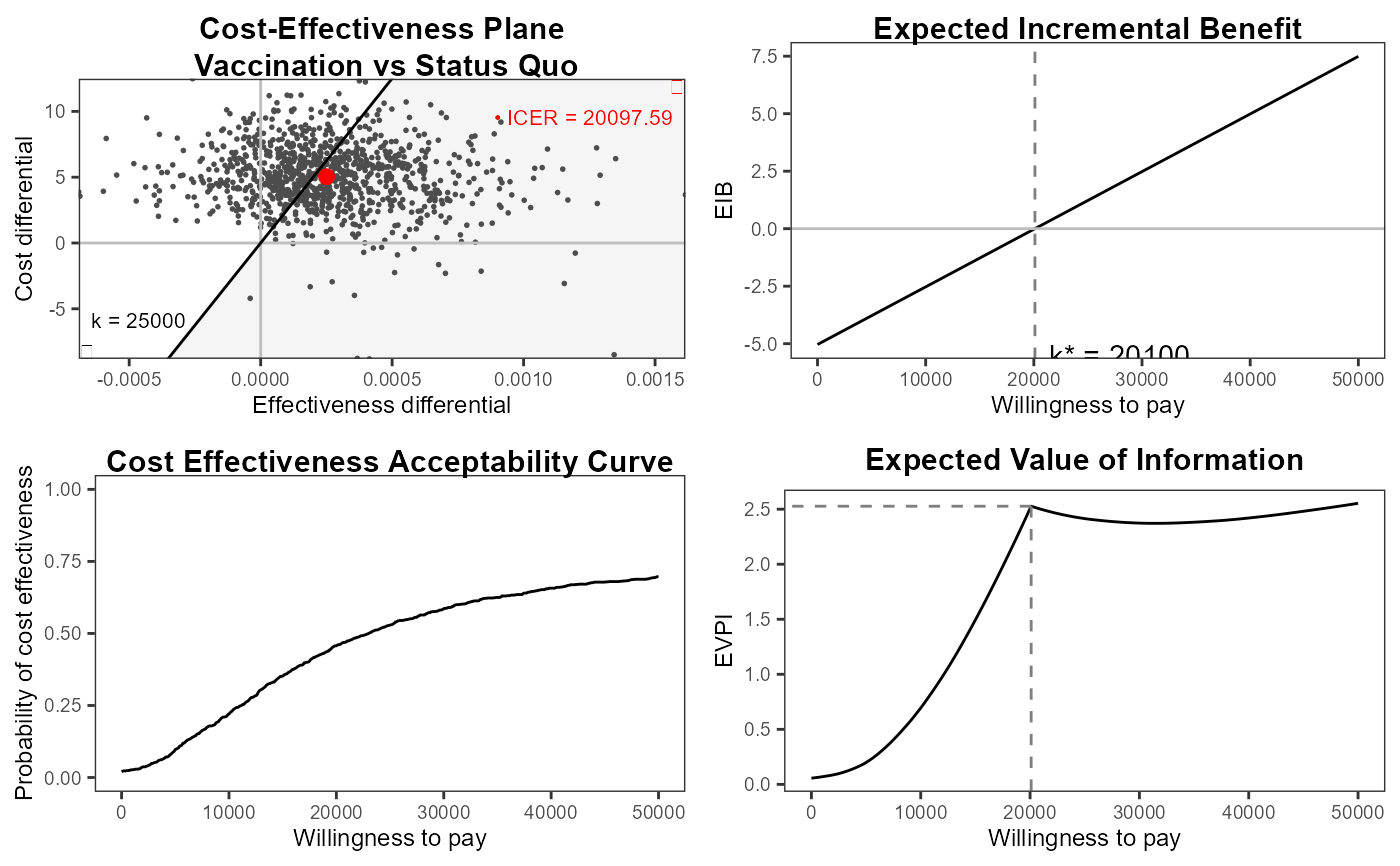 Cost-Effectiveness Plane
Vaccination vs Status Quo
Cost differential
10
5
0
-5
ICER = 20097.59
k = 25000
-0.0005
0.0000
0.0005
0.0010
0.0015
Effectiveness differential
Expected Incremental Benefit
EIB
7.5
5.0
2.5
0.0
-2.5
-5.0
k* = 20100
0
10000
20000
30000
40000
50000
Willingness to pay
Cost Effectiveness Acceptability Curve
Probability of cost effectiveness
1.00
0.75
0.50
0.25
0.00
0
10000
20000
30000
40000
50000
Willingness to pay
Expected Value of Information
EVPI
2.5
2.0
1.5
1.0
0.5
0.0
0
10000
20000
30000
40000
50000
Willingness to pay